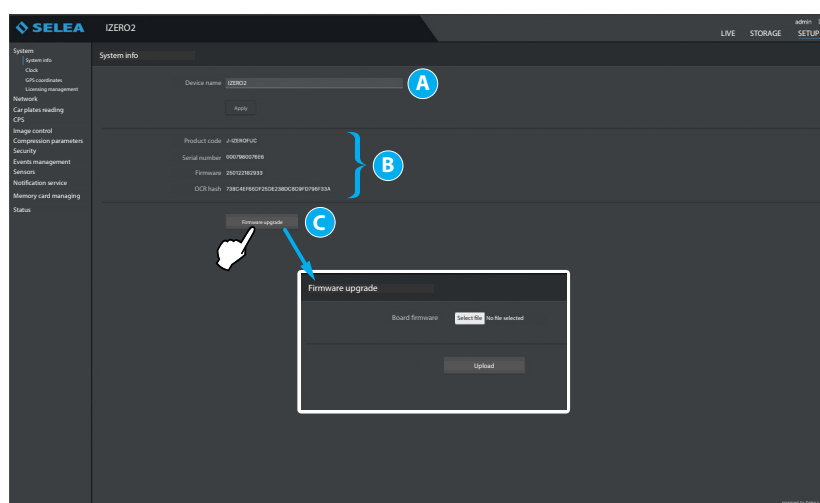 SELEA
IZERO2
admin
LIVE STORAGE SETUP
System
System info
Clock
GPS coordinates
Licensing management
Network
Car plates reading
CPS
Image control
Compression parameters
Security
Events management
Sensors
Notification service
Memory card managing
Status
System info
Device name IZERO2
A
Apply
Product code J-IZEROFUC
Serial number 000798007EE8
Firmware 250122182933
OCR hash
B
Firmware upgrade
C
Firmware upgrade
Board firmware Select file No file selected
Upload